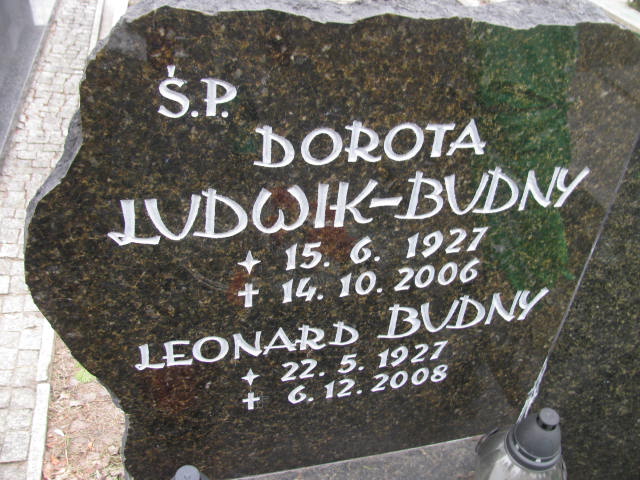 Ś.P.
DOROTA
LUDWIK-BUDNY
✦ 15. 6. 1927
✝ 14. 10. 2006
LEONARD BUDNY
✦ 22. 5. 1927
✝ 6. 12. 2008